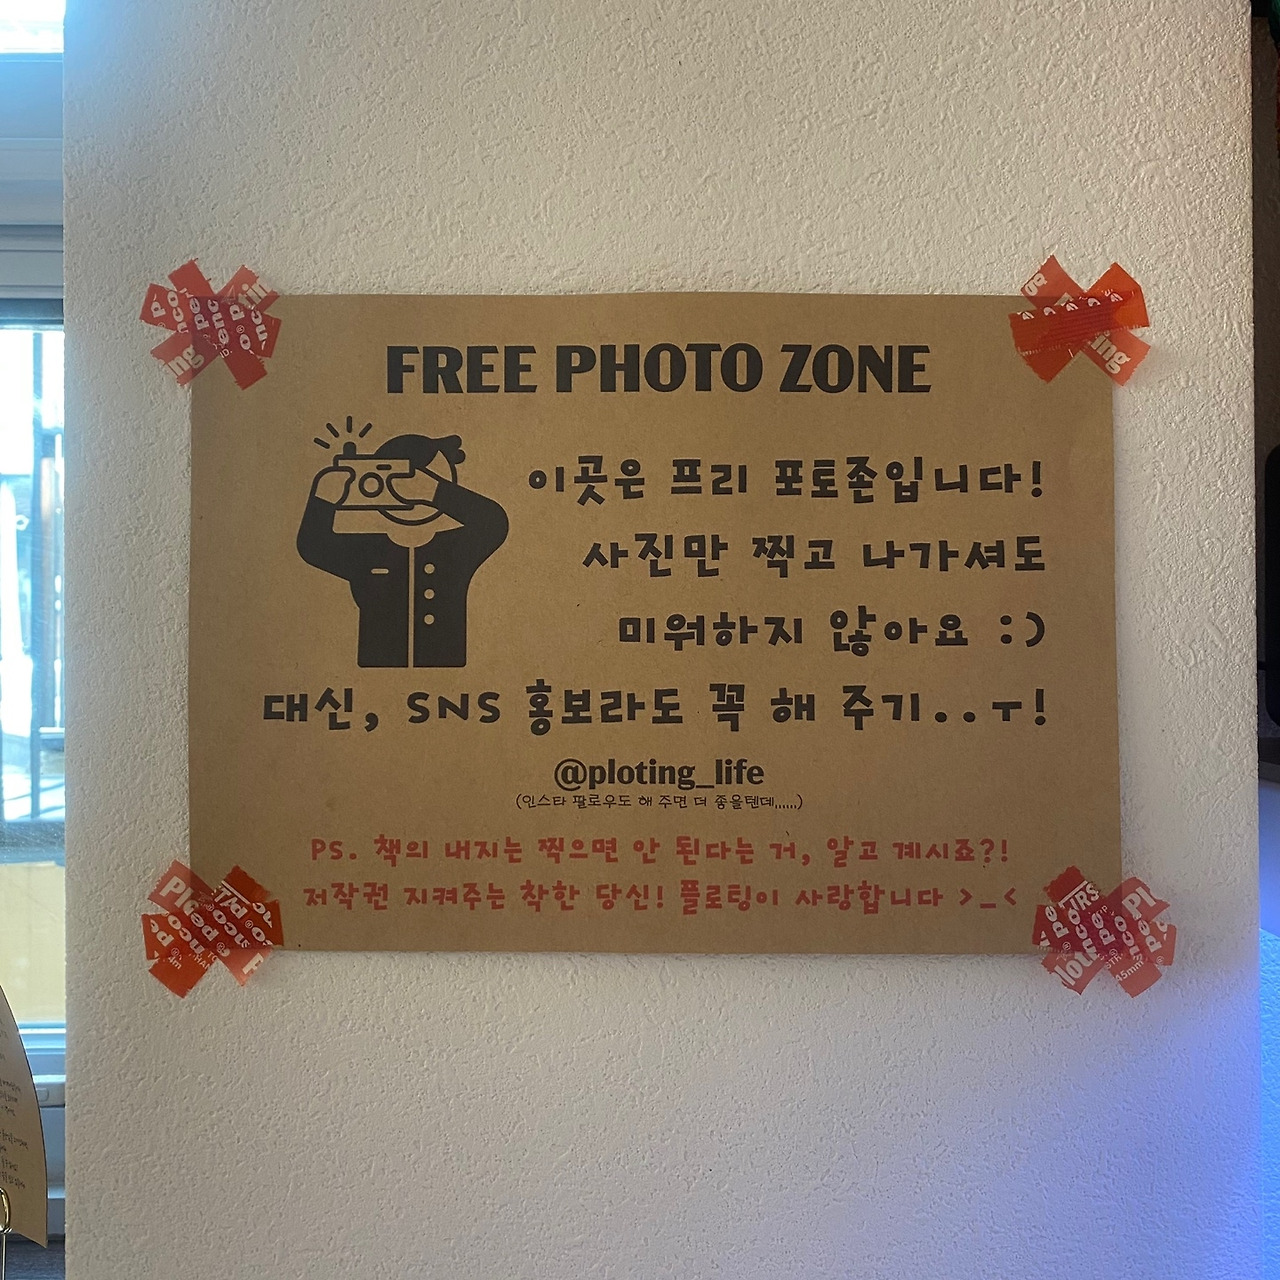 FREE PHOTO ZONE
이곳은 프리 포토존입니다!
사진만 찍고 나가셔도
미워하지 않아요 :)
대신, SNS 홍보라도 꼭 해 주기..ㅜ!
@ploting_life
(인스타 팔로우도 해 주면 더 좋을텐데......)
PS. 책의 내지는 찍으면 안 된다는 거, 알고 계시죠?!
저작권 지켜주는 착한 당신! 플로팅이 사랑합니다 >_<